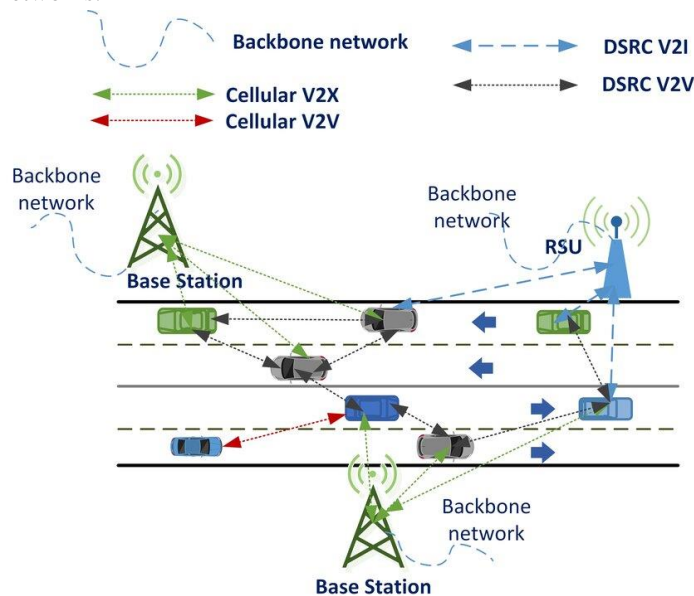 Backbone network
DSRC V2I
DSRC V2V
Cellular V2X
Cellular V2V
Backbone
network
Backbone
network
RSU
Base Station
Backbone
network
Base Station